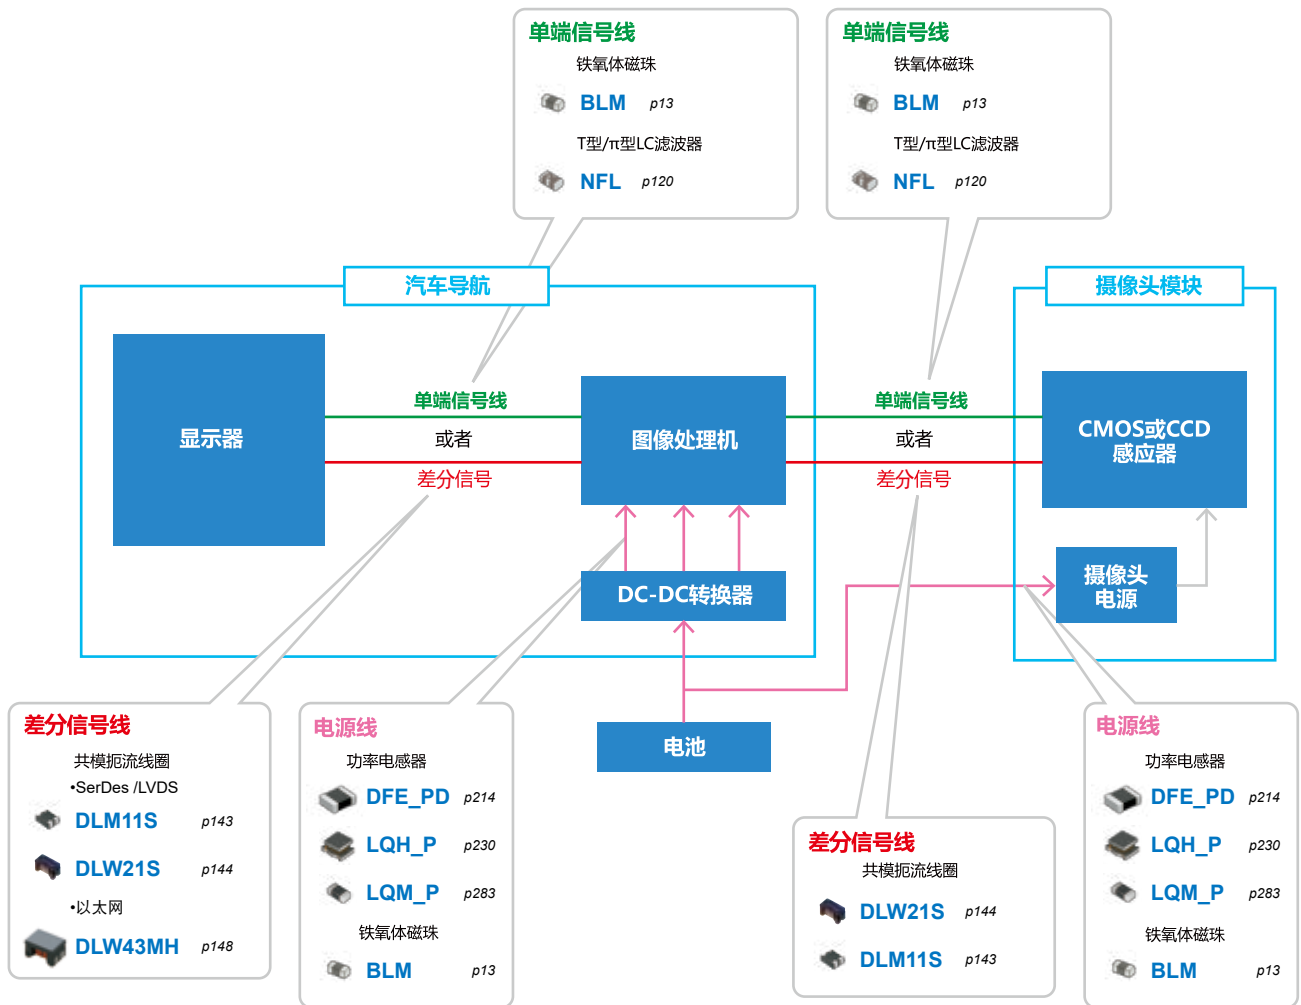 单端信号线
铁氧体磁珠
BLM p13
T型/π型LC滤波器
NFL p120
单端信号线
铁氧体磁珠
BLM p13
T型/π型LC滤波器
NFL p120
汽车导航
摄像头模块
显示器
单端信号线
或者
差分信号
图像处理机
单端信号线
或者
差分信号
CMOS或CCD
感应器
DC-DC转换器
摄像头
电源
电池
差分信号线
共模扼流线圈
•SerDes /LVDS
DLM11S p143
DLW21S p144
•以太网
DLW43MH p148
电源线
功率电感器
DFE_PD p214
LQH_P p230
LQM_P p283
铁氧体磁珠
BLM p13
差分信号线
共模扼流线圈
DLW21S p144
DLM11S p143
电源线
功率电感器
DFE_PD p214
LQH_P p230
LQM_P p283
铁氧体磁珠
BLM p13